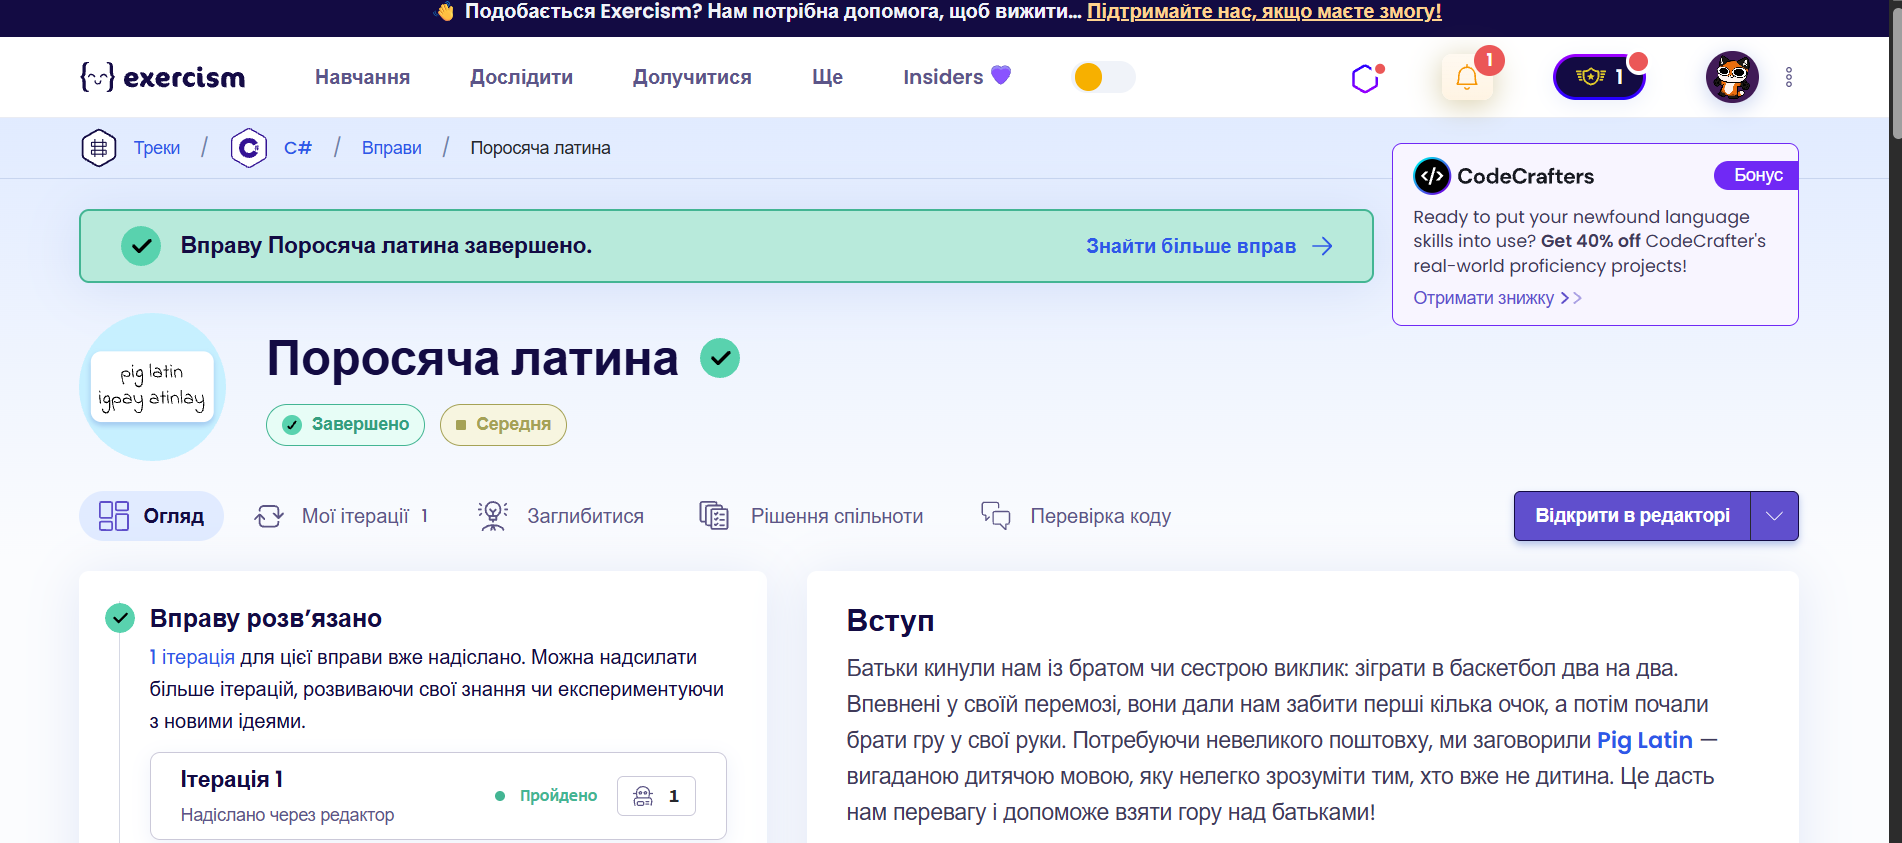 Подобається Exercism? Нам потрібна допомога, щоб вижити... Підтримайте нас, якщо маєте змогу!
exercism
Навчання
Дослідити
Долучитися
Ще
Insiders 💜
1
1
Треки / C# / Вправи / Поросяча латина
CodeCrafters
Бонус
Ready to put your newfound language
skills into use? Get 40% off CodeCrafter's
real-world proficiency projects!
Отримати знижку
Вправу Поросяча латина завершено.
Знайти більше вправ
pig latin
igpay atinlay
Поросяча латина
Завершено
Середня
Огляд
Мої ітерації 1
Заглибитися
Рішення спільноти
Перевірка коду
Відкрити в редакторі
Вправу розв’язано
1 ітерація для цієї вправи вже надіслано. Можна надсилати
більше ітерацій, розвиваючи свої знання чи експериментуючи
з новими ідеями.
Ітерація 1
Надіслано через редактор
Пройдено
1
Вступ
Батьки кинули нам із братом чи сестрою виклик: зіграти в баскетбол два на два.
Впевнені у своїй перемозі, вони дали нам забити перші кілька очок, а потім почали
брати гру у свої руки. Потребуючи невеликого поштовху, ми заговорили Pig Latin —
вигаданою дитячою мовою, яку нелегко зрозуміти тим, хто вже не дитина. Це дасть
нам перевагу і допоможе взяти гору над батьками!